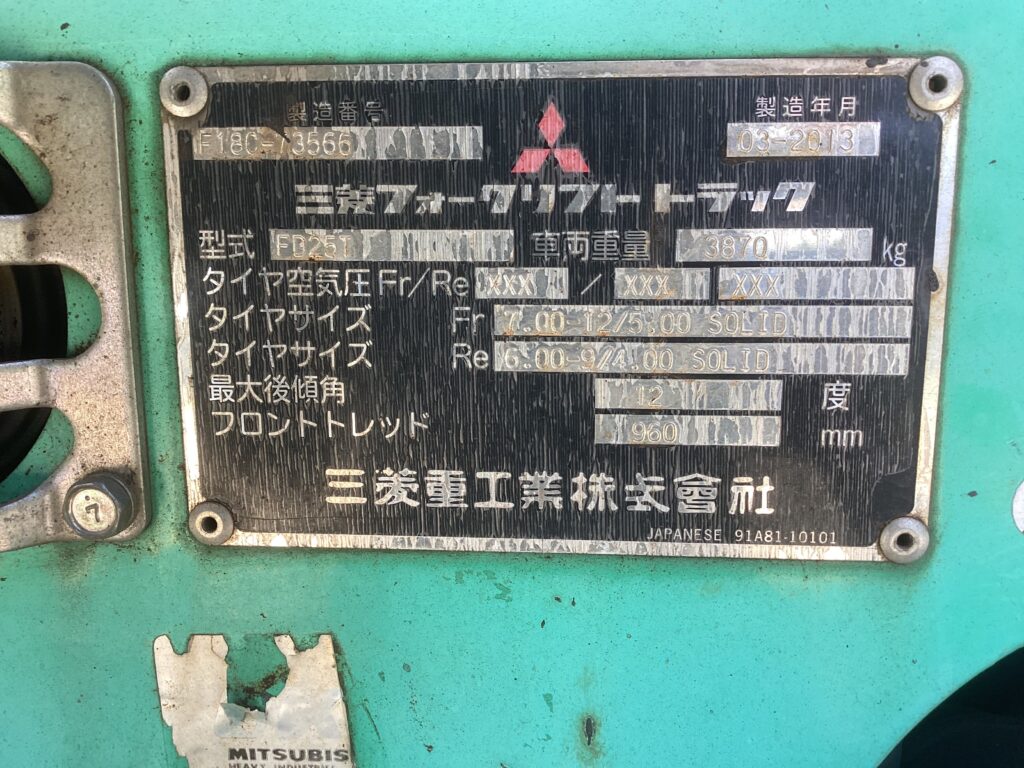 製造番号 製造年月
F18C-73566 03-2013
三菱フォークリフト トラック
型式 FD25T 車両重量 3870 kg
タイヤ空気圧 Fr/Re XXX / XXX XXX
タイヤサイズ Fr 7.00-12/5.00 SOLID
タイヤサイズ Re 6.00-9/4.00 SOLID
最大後傾角 12 度
フロントトレッド 960 mm
三菱重工業株式會社
JAPANESE 91A81-10101
7
MITSUBIS
HEAVY INDUSTRIES